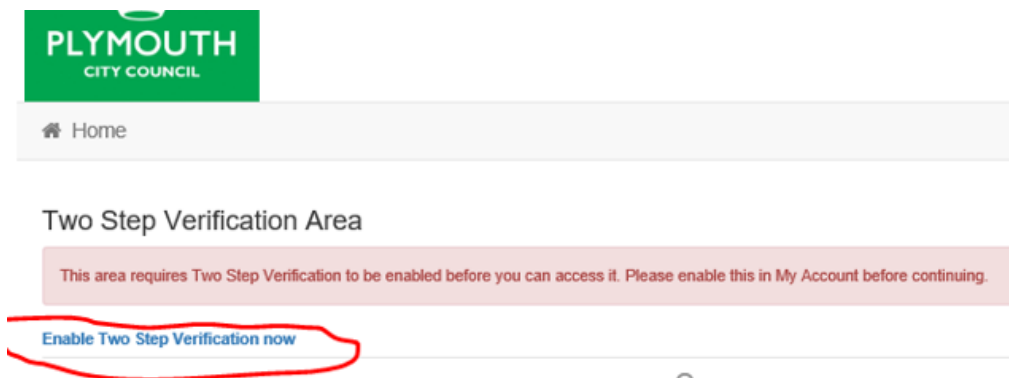 PLYMOUTH
CITY COUNCIL
Home
Two Step Verification Area
This area requires Two Step Verification to be enabled before you can access it. Please enable this in My Account before continuing.
Enable Two Step Verification now